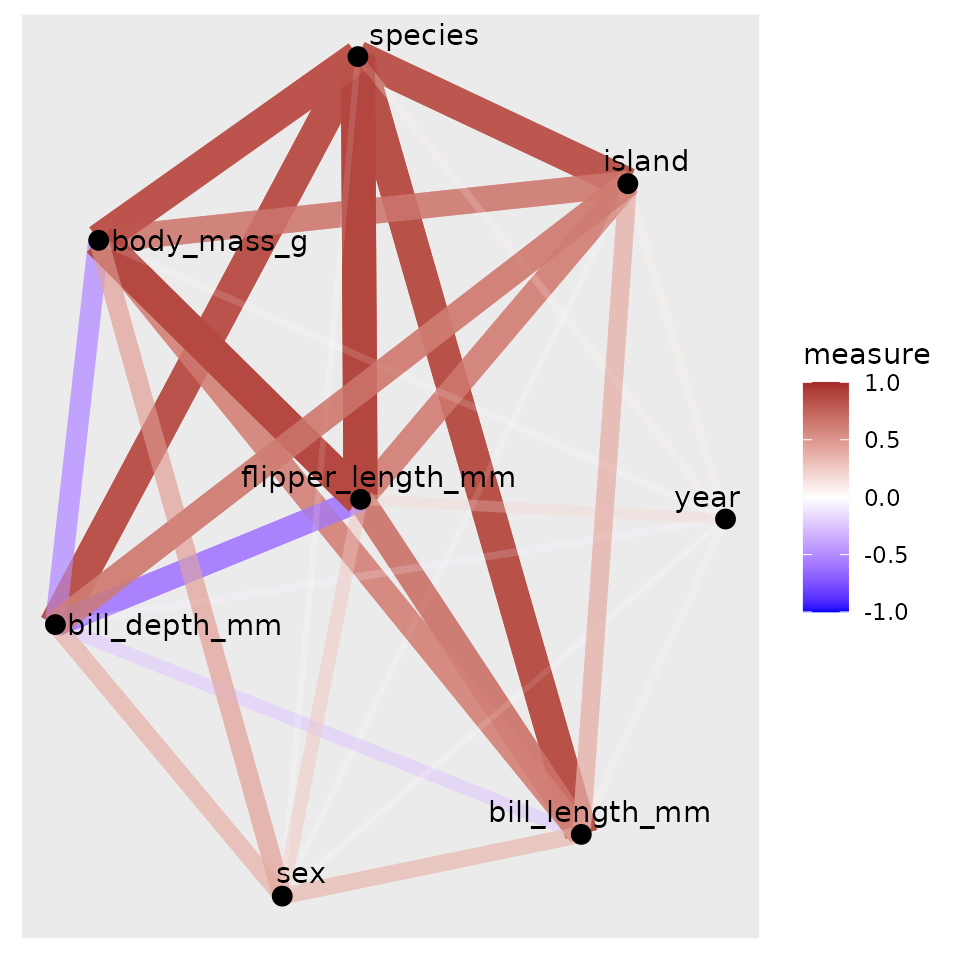 species
island
body_mass_g
flipper_length_mm
year
bill_depth_mm
bill_length_mm
sex
measure
1.0
0.5
0.0
-0.5
-1.0